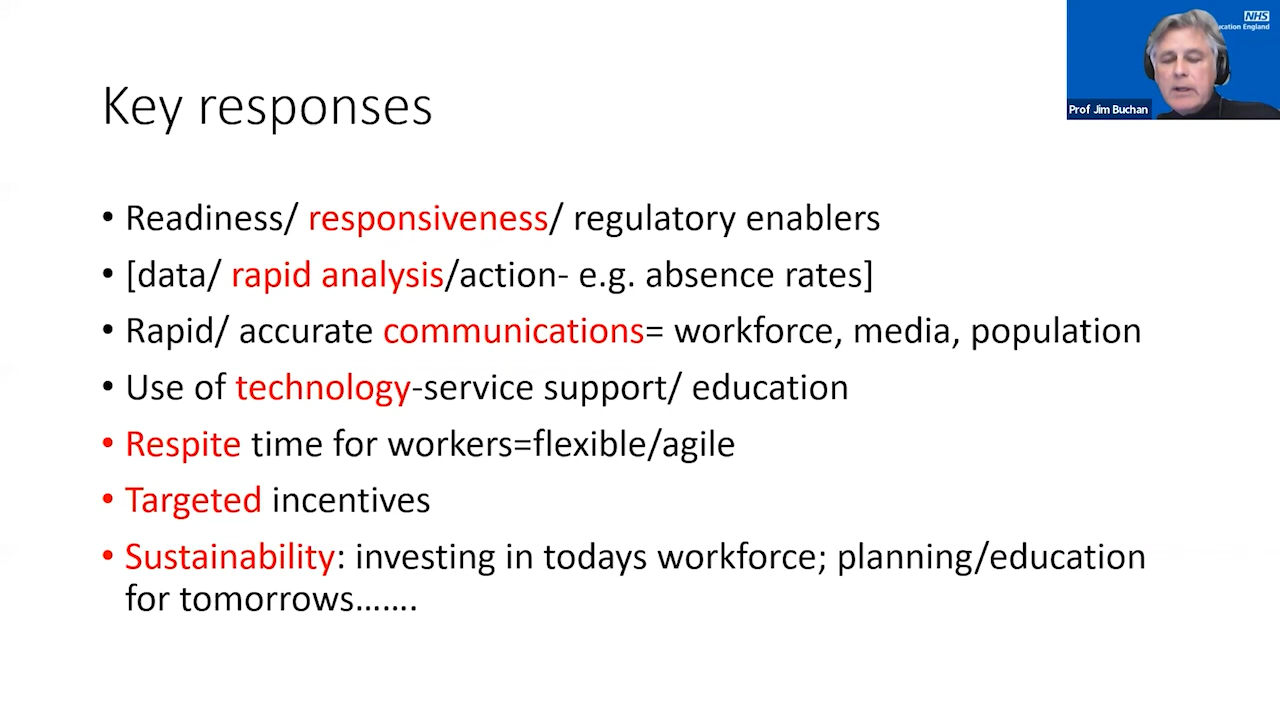 NHS
ucation England
Prof Jim Buchan
Key responses
• Readiness/ responsiveness/ regulatory enablers
• [data/ rapid analysis/action- e.g. absence rates]
• Rapid/ accurate communications= workforce, media, population
• Use of technology-service support/ education
• Respite time for workers=flexible/agile
• Targeted incentives
• Sustainability: investing in todays workforce; planning/education
for tomorrows.......